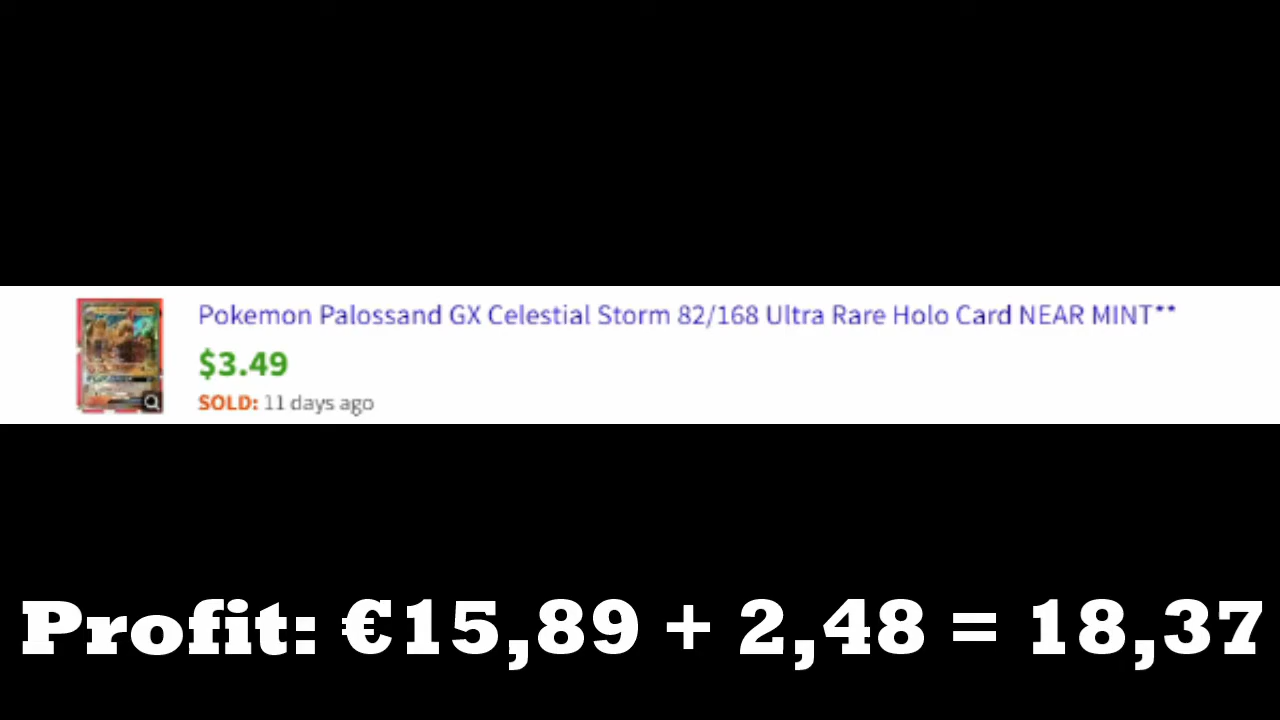 Pokemon Palossand GX Celestial Storm 82/168 Ultra Rare Holo Card NEAR MINT**
$3.49
SOLD: 11 days ago
Profit: €15,89 + 2,48 = 18,37